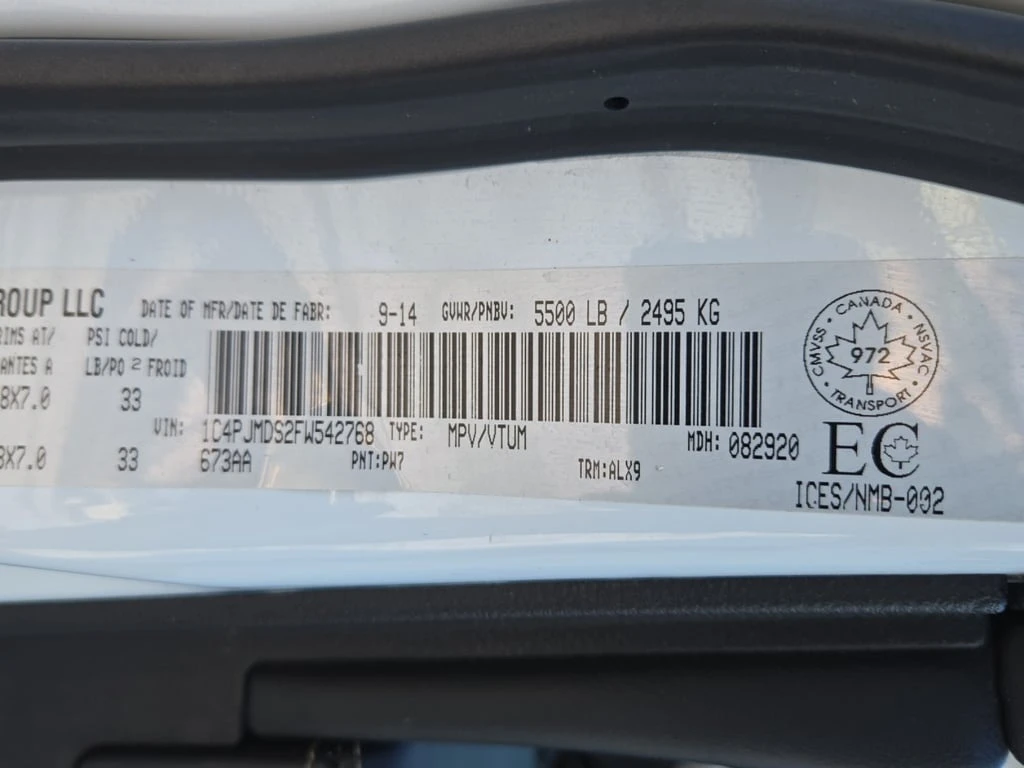 ROUP LLC DATE OF MFR/DATE DE FABR: 9-14 GVWR/PNBV: 5500 LB / 2495 KG
RIMS AT/ PSI COLD/
ANTES A LB/PO 2 FROID
8X7.0 33
VIN: 1C4PJMDS2FW542768 TYPE: MPV/VTUM MDH: 082920
8X7.0 33 673AA PNT:PW7 TRM:ALX9
CANADA
CMVSS 972 NSVAC
TRANSPORT
EC
ICES/NMB-002